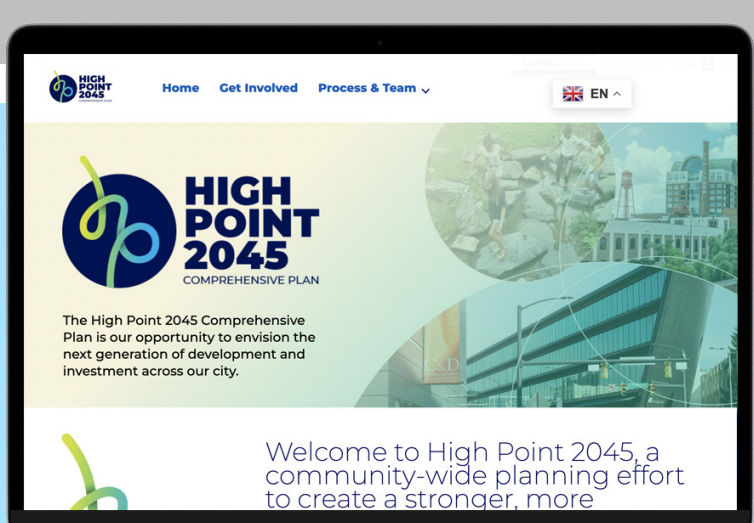 HIGH
POINT
2045
COMPREHENSIVE PLAN
Home Get Involved Process & Team
EN
HIGH
POINT
2045
COMPREHENSIVE PLAN
The High Point 2045 Comprehensive
Plan is our opportunity to envision the
next generation of development and
investment across our city.
C&D
Welcome to High Point 2045, a
community-wide planning effort
to create a stronger, more